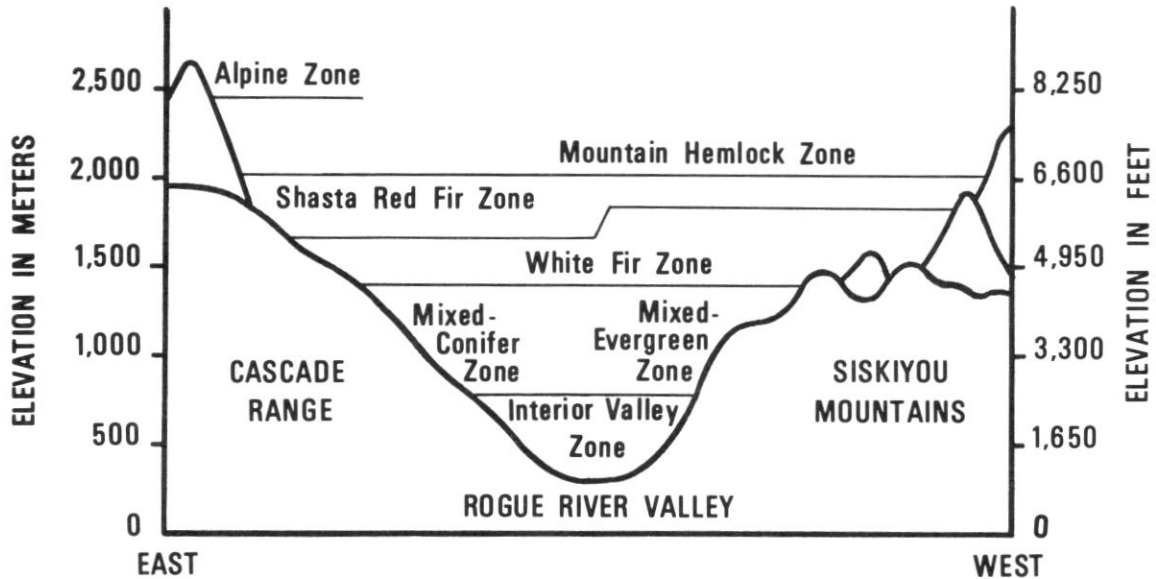 ELEVATION IN METERS
2,500
2,000
1,500
1,000
500
0
Alpine Zone
Mountain Hemlock Zone
Shasta Red Fir Zone
White Fir Zone
Mixed-
Conifer
Zone
Mixed-
Evergreen
Zone
CASCADE
RANGE
Interior Valley
Zone
SISKIYOU
MOUNTAINS
ROGUE RIVER VALLEY
8,250
6,600
4,950
3,300
1,650
0
ELEVATION IN FEET
EAST
WEST